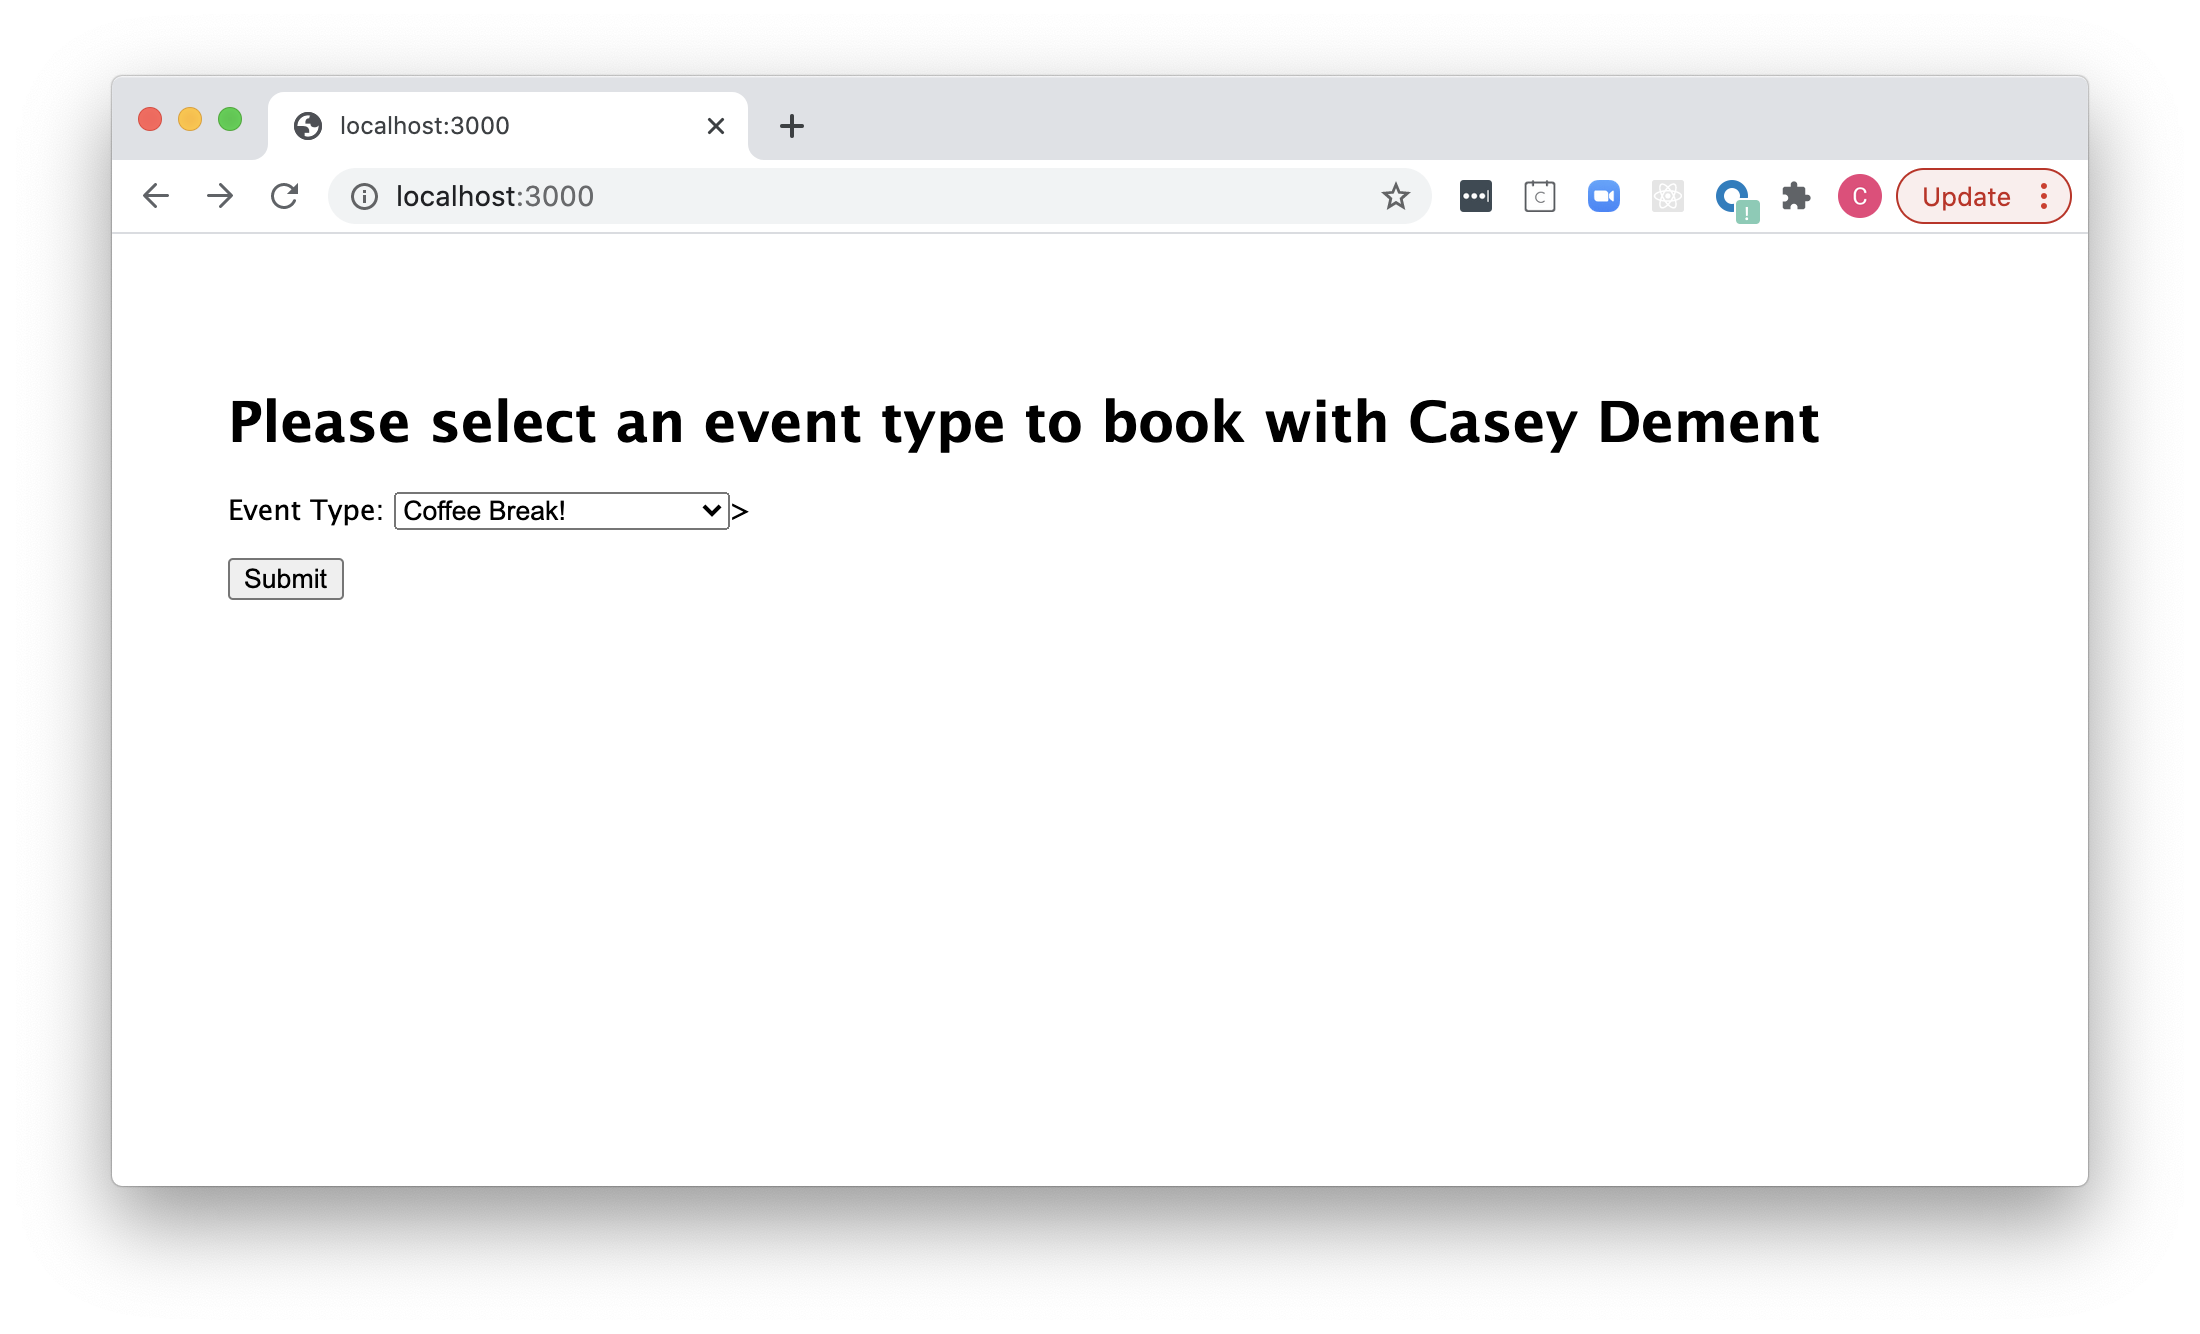 localhost:3000
localhost:3000
C
C
Update
Please select an event type to book with Casey Dement
Event Type: Coffee Break! >
Submit